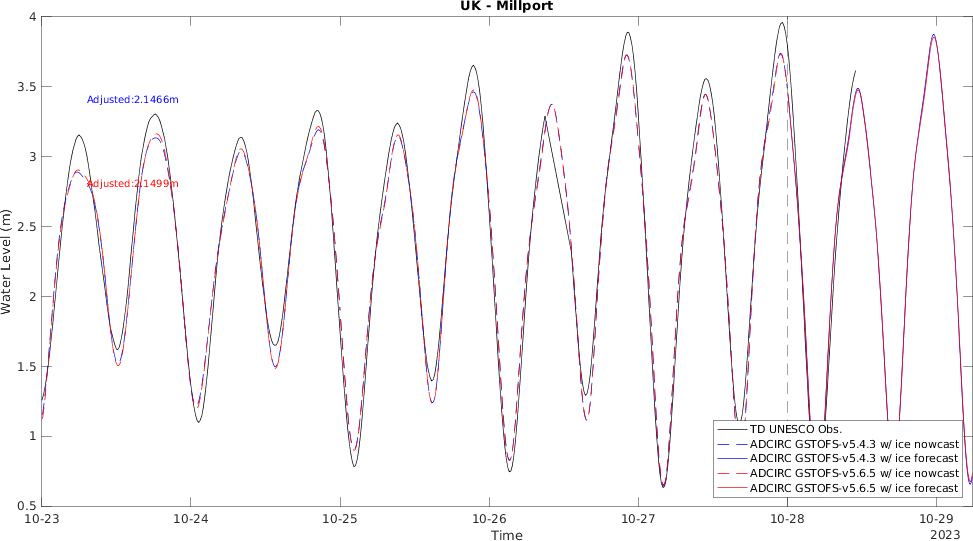 UK - Millport
4
3.5
3
2.5
2
1.5
1
0.5
Water Level (m)
Adjusted:2.1466m
Adjusted:2.1499m
TD UNESCO Obs.
ADCIRC GSTOFS-v5.4.3 w/ ice nowcast
ADCIRC GSTOFS-v5.4.3 w/ ice forecast
ADCIRC GSTOFS-v5.6.5 w/ ice nowcast
ADCIRC GSTOFS-v5.6.5 w/ ice forecast
10-23 10-24 10-25 10-26 10-27 10-28 10-29
Time
2023